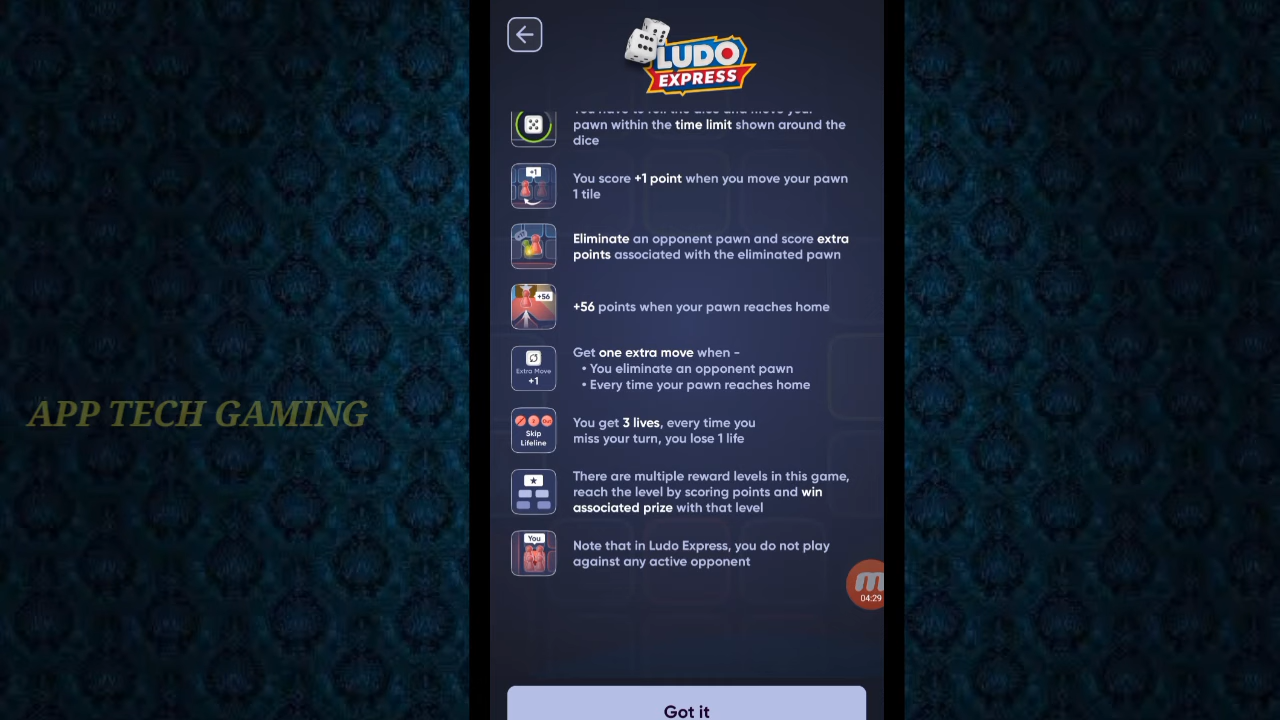 LUDO
EXPRESS
pawn within the time limit shown around the
dice
+1
You score +1 point when you move your pawn
1 tile
Eliminate an opponent pawn and score extra
points associated with the eliminated pawn
+56
+56 points when your pawn reaches home
Extra Move
+1
Get one extra move when -
• You eliminate an opponent pawn
• Every time your pawn reaches home
APP TECH GAMING
Skip
Lifeline
You get 3 lives, every time you
miss your turn, you lose 1 life
There are multiple reward levels in this game,
reach the level by scoring points and win
associated prize with that level
You
Note that in Ludo Express, you do not play
against any active opponent
04:29
Got it